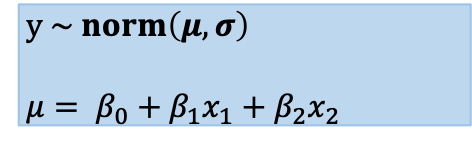 y ~ norm(μ, σ)
μ = β₀ + β₁x₁ + β₂x₂